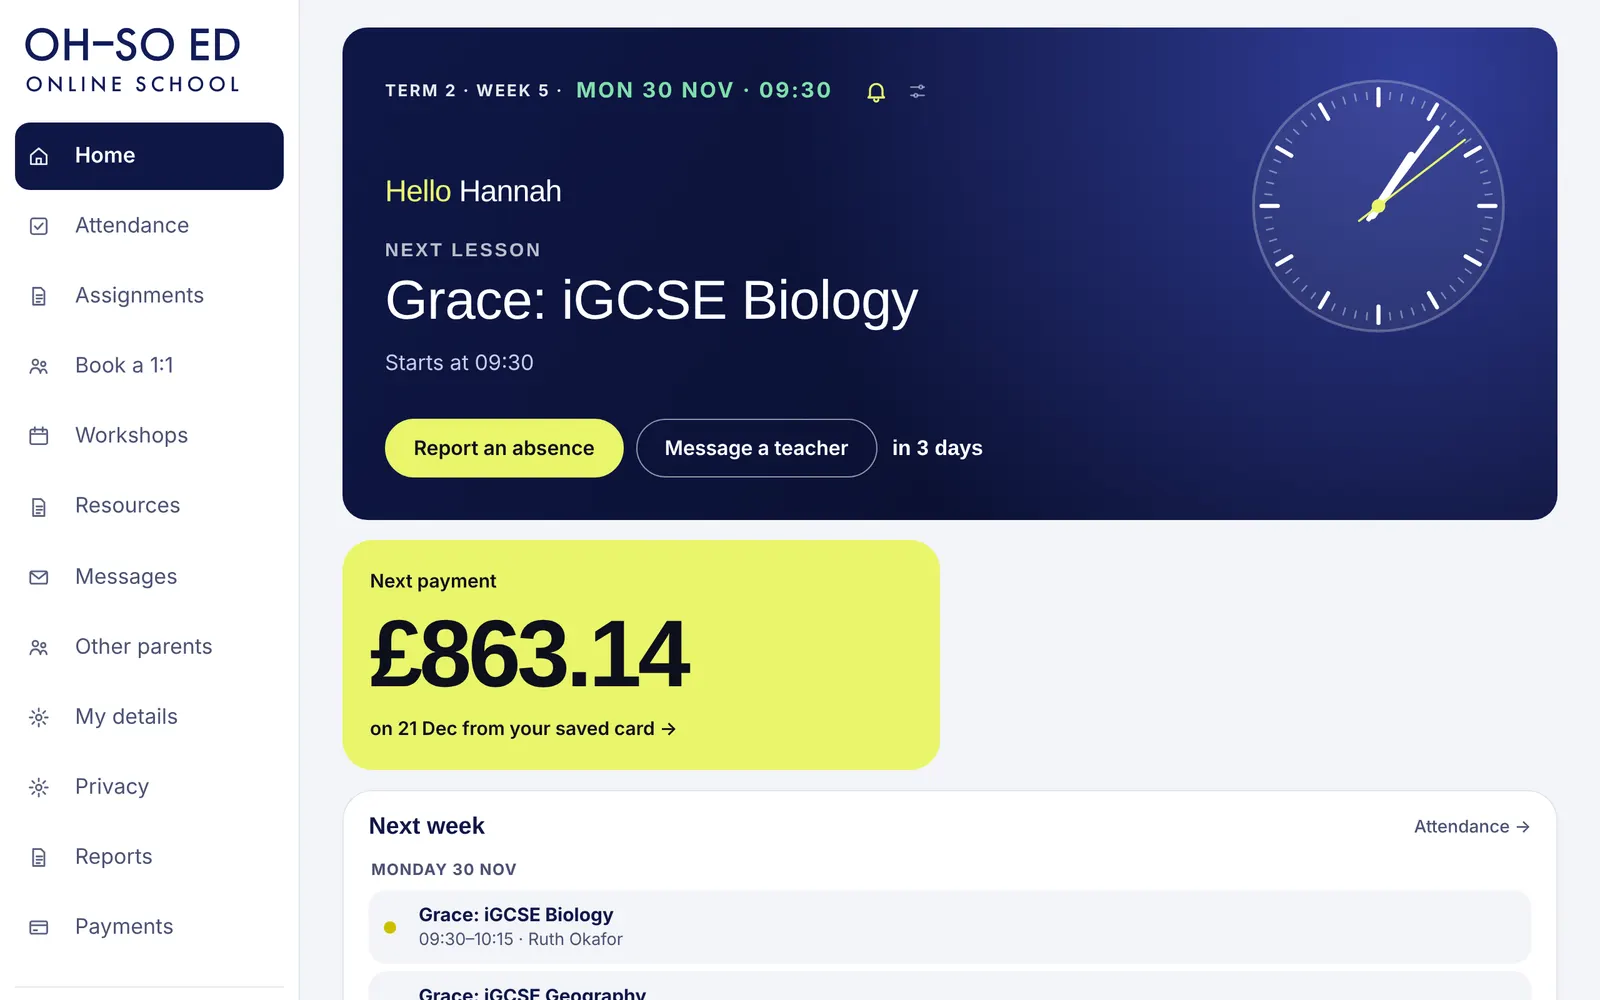 OH-SO ED
ONLINE SCHOOL
Home
Attendance
Assignments
Book a 1:1
Workshops
Resources
Messages
Other parents
My details
Privacy
Reports
Payments
TERM 2 · WEEK 5 · MON 30 NOV · 09:30
Hello Hannah
NEXT LESSON
Grace: iGCSE Biology
Starts at 09:30
Report an absence
Message a teacher
in 3 days
Next payment
£863.14
on 21 Dec from your saved card →
Next week
Attendance →
MONDAY 30 NOV
Grace: iGCSE Biology
09:30–10:15 · Ruth Okafor
Grace: iGCSE Geography